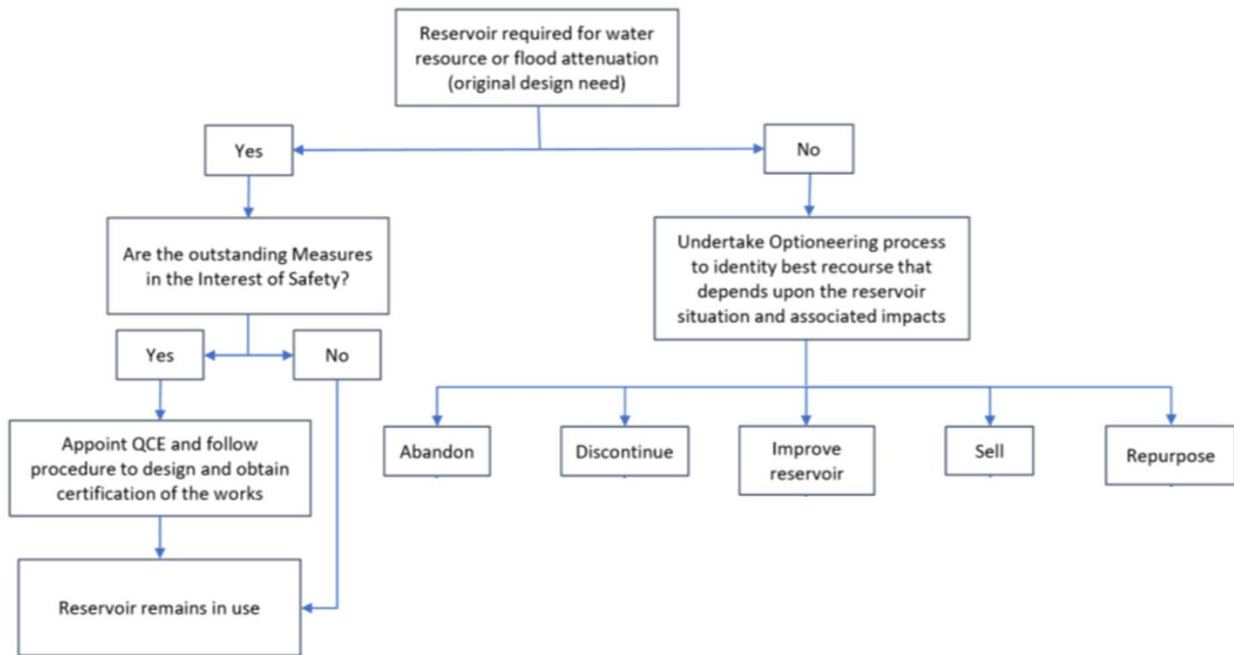 Reservoir required for water
resource or flood attenuation
(original design need)
Yes
No
Are the outstanding Measures
in the Interest of Safety?
Undertake Optioneering process
to identity best recourse that
depends upon the reservoir
situation and associated impacts
Yes
No
Appoint QCE and follow
procedure to design and obtain
certification of the works
Abandon
Discontinue
Improve
reservoir
Sell
Repurpose
Reservoir remains in use